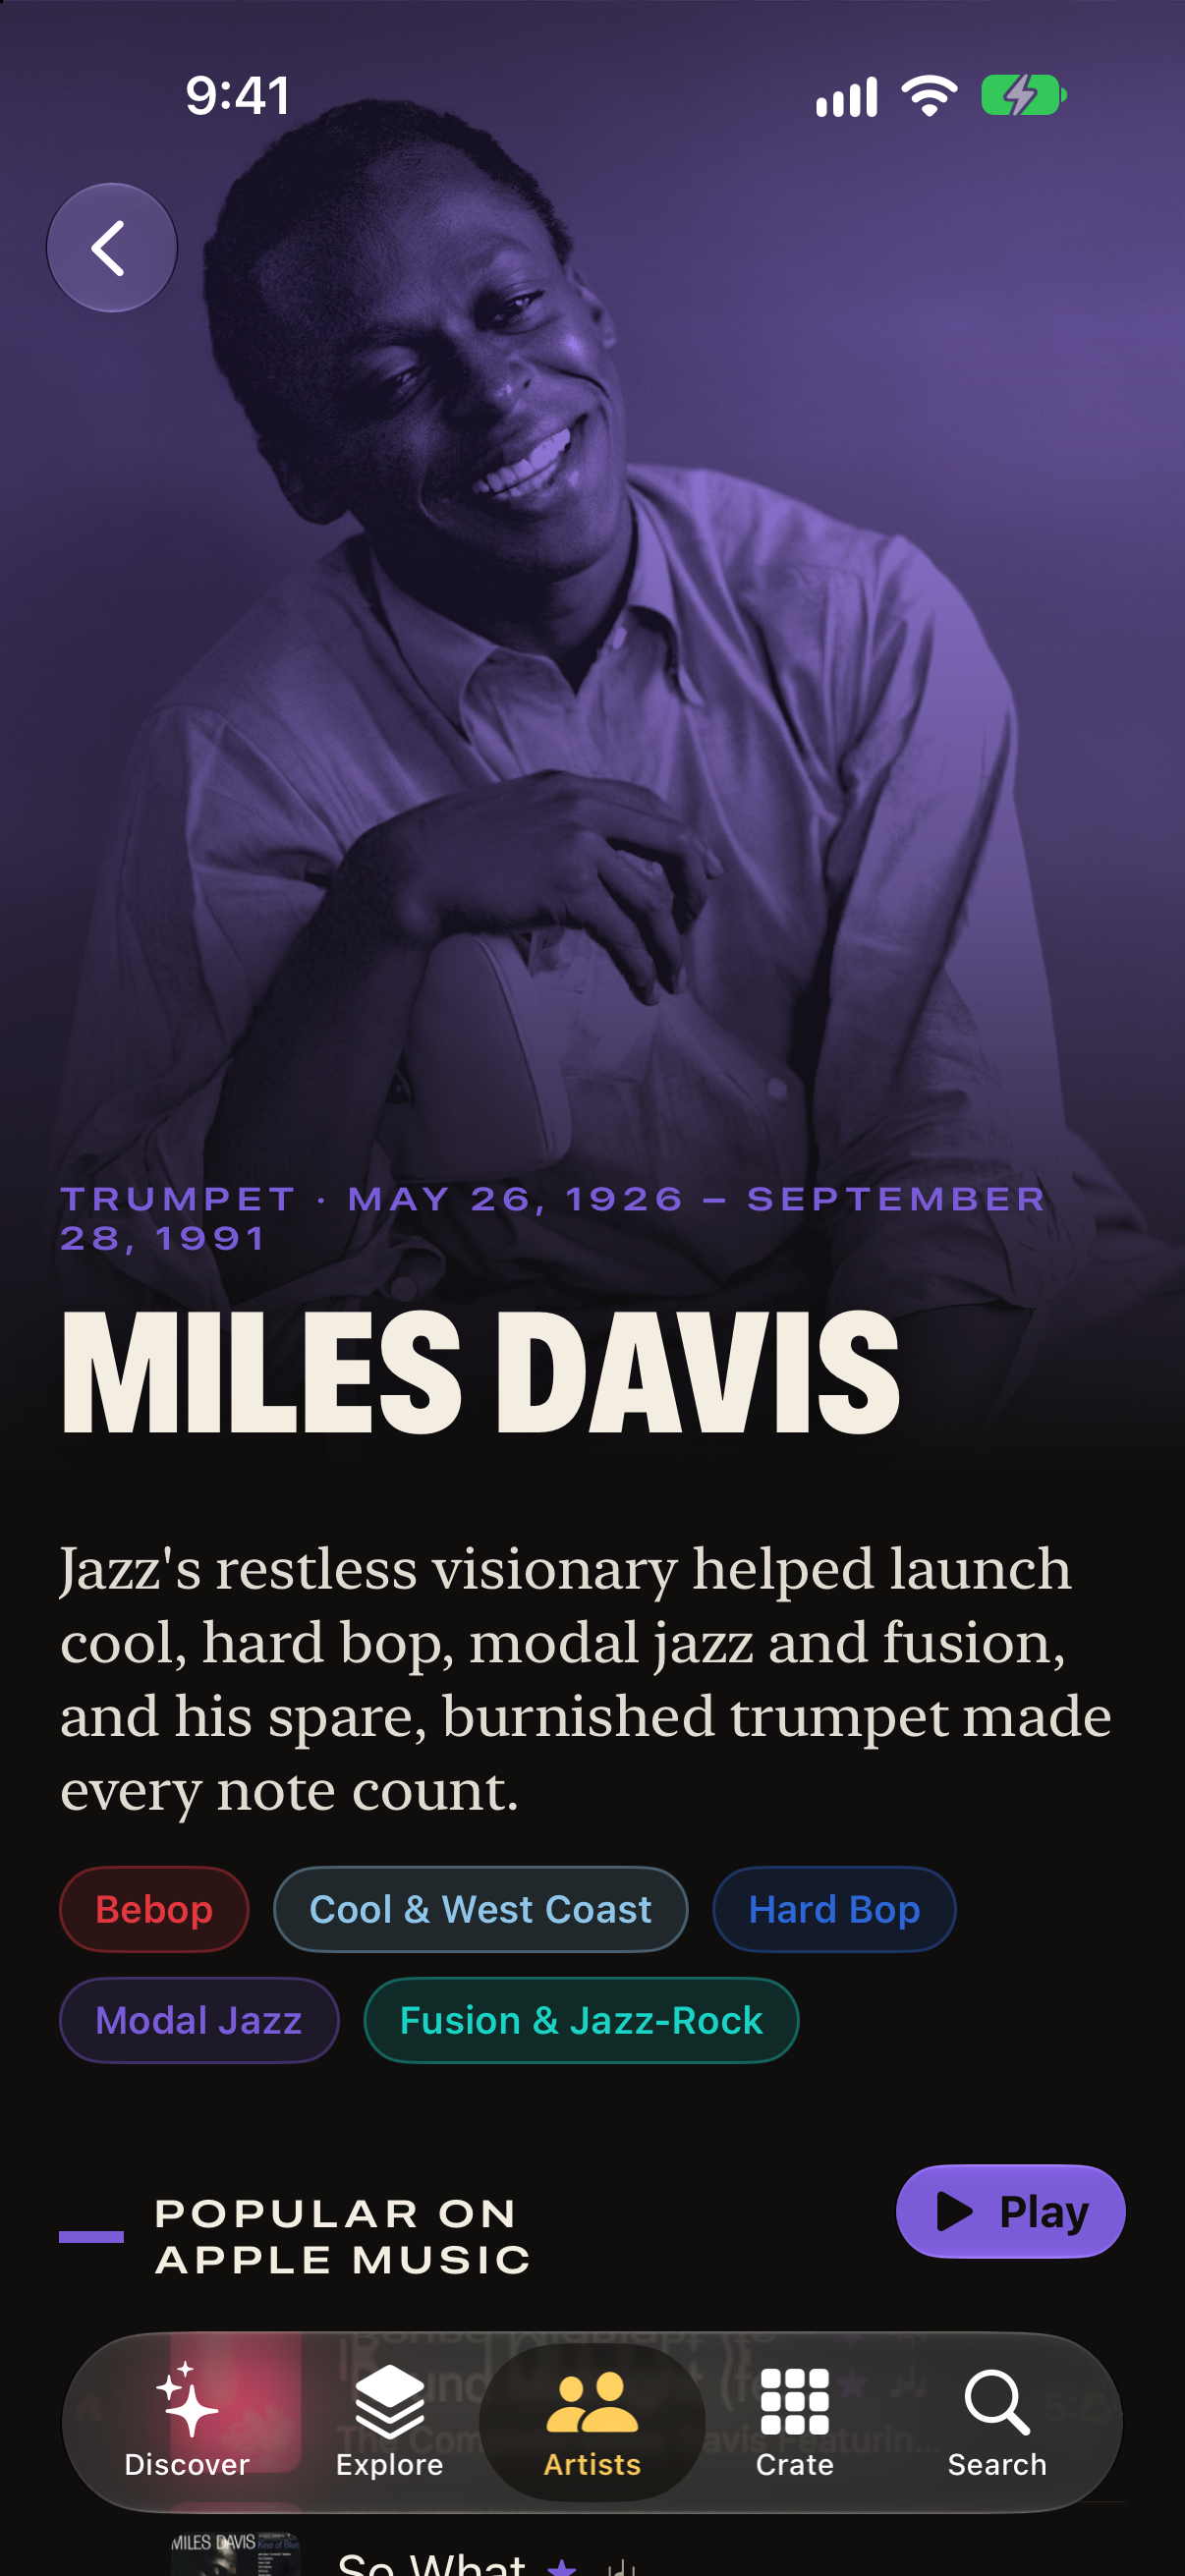 9:41
TRUMPET · MAY 26, 1926 – SEPTEMBER
28, 1991
MILES DAVIS
Jazz's restless visionary helped launch
cool, hard bop, modal jazz and fusion,
and his spare, burnished trumpet made
every note count.
Bebop
Cool & West Coast
Hard Bop
Modal Jazz
Fusion & Jazz-Rock
POPULAR ON
APPLE MUSIC
Play
Discover
Explore
Artists
Crate
Search
MILES DAVIS
Kind of Blue
So What